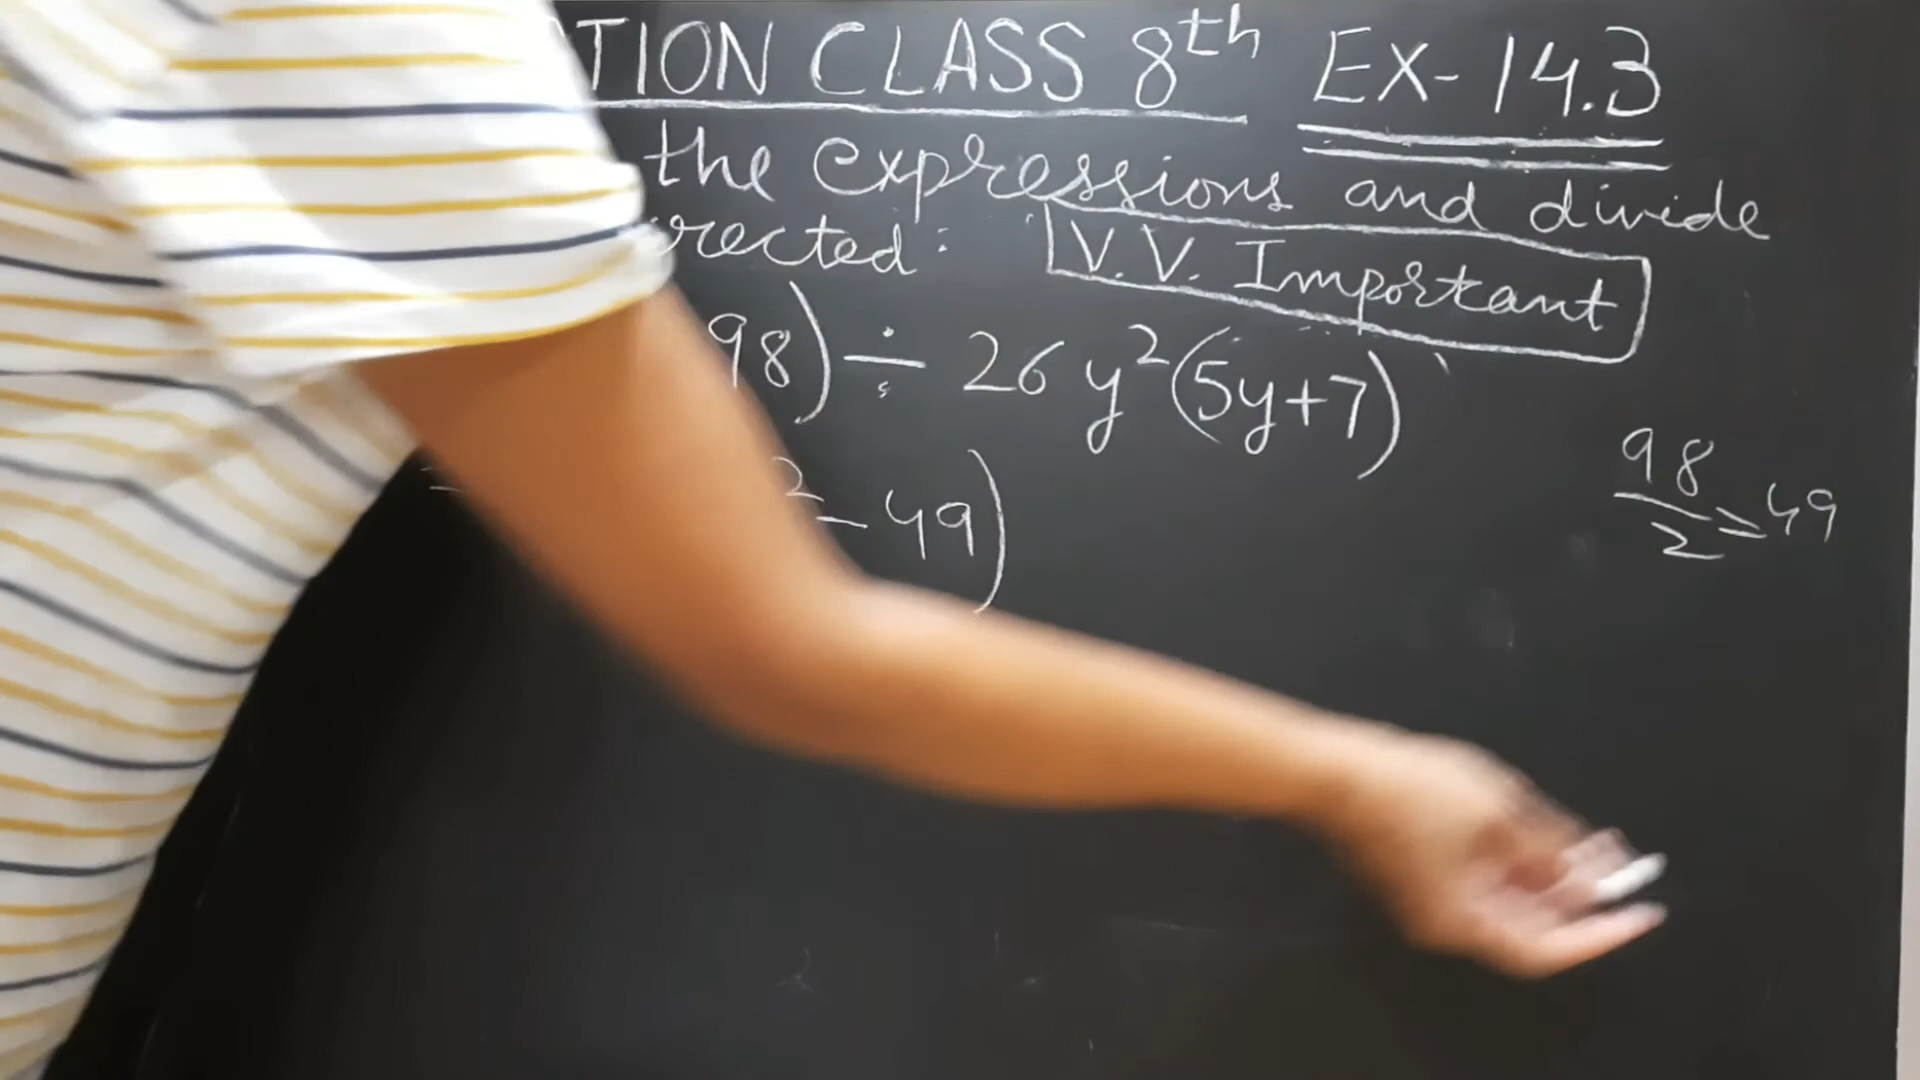 TION CLASS 8th EX-14.3
the expressions and divide
rected: V.V. Important
98) ÷ 26 y²(5y+7)
² - 49)
98/2 = 49